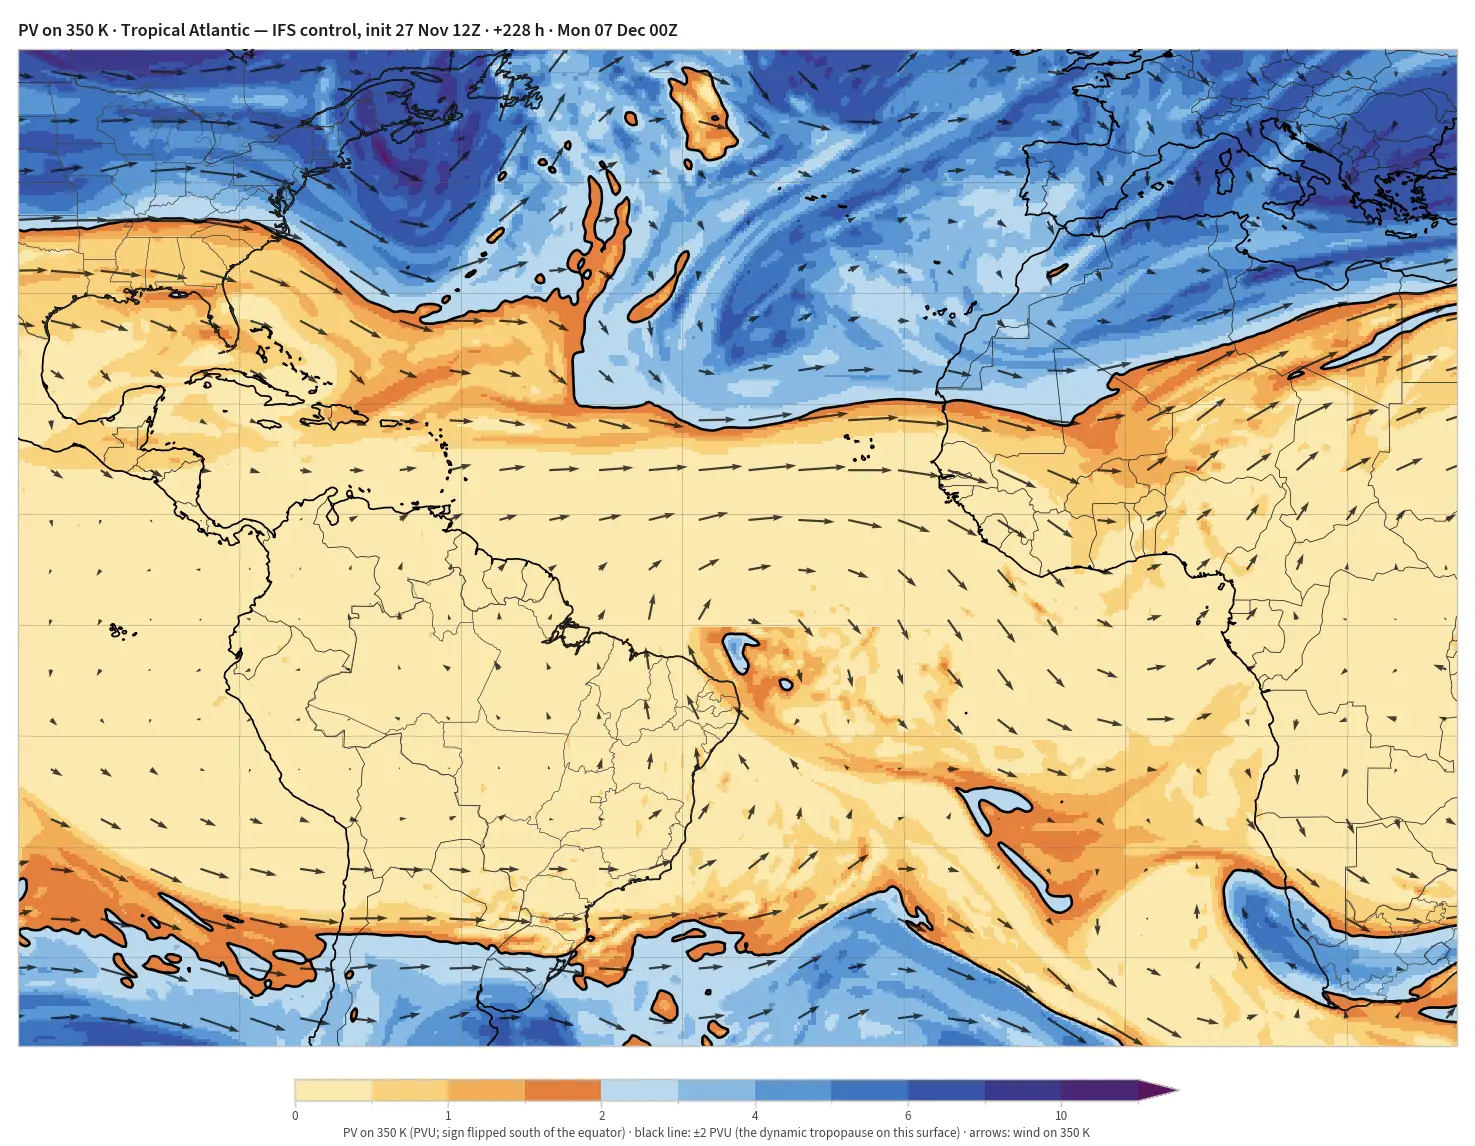 PV on 350 K · Tropical Atlantic — IFS control, init 27 Nov 12Z · +228 h · Mon 07 Dec 00Z
0 1 2 4 6 10
PV on 350 K (PVU; sign flipped south of the equator) · black line: ±2 PVU (the dynamic tropopause on this surface) · arrows: wind on 350 K